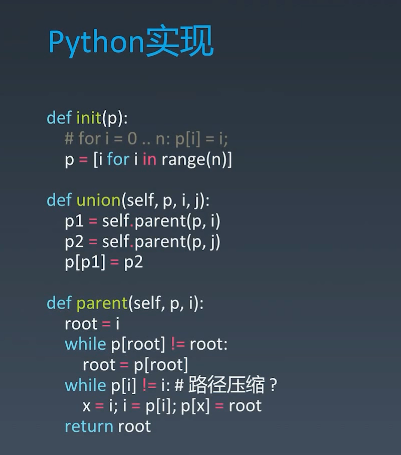 Python实现
def init(p):
# for i = 0 .. n: p[i] = i;
p = [i for i in range(n)]
def union(self, p, i, j):
p1 = self.parent(p, i)
p2 = self.parent(p, j)
p[p1] = p2
def parent(self, p, i):
root = i
while p[root] != root:
root = p[root]
while p[i] != i: # 路径压缩 ?
x = i; i = p[i]; p[x] = root
return root